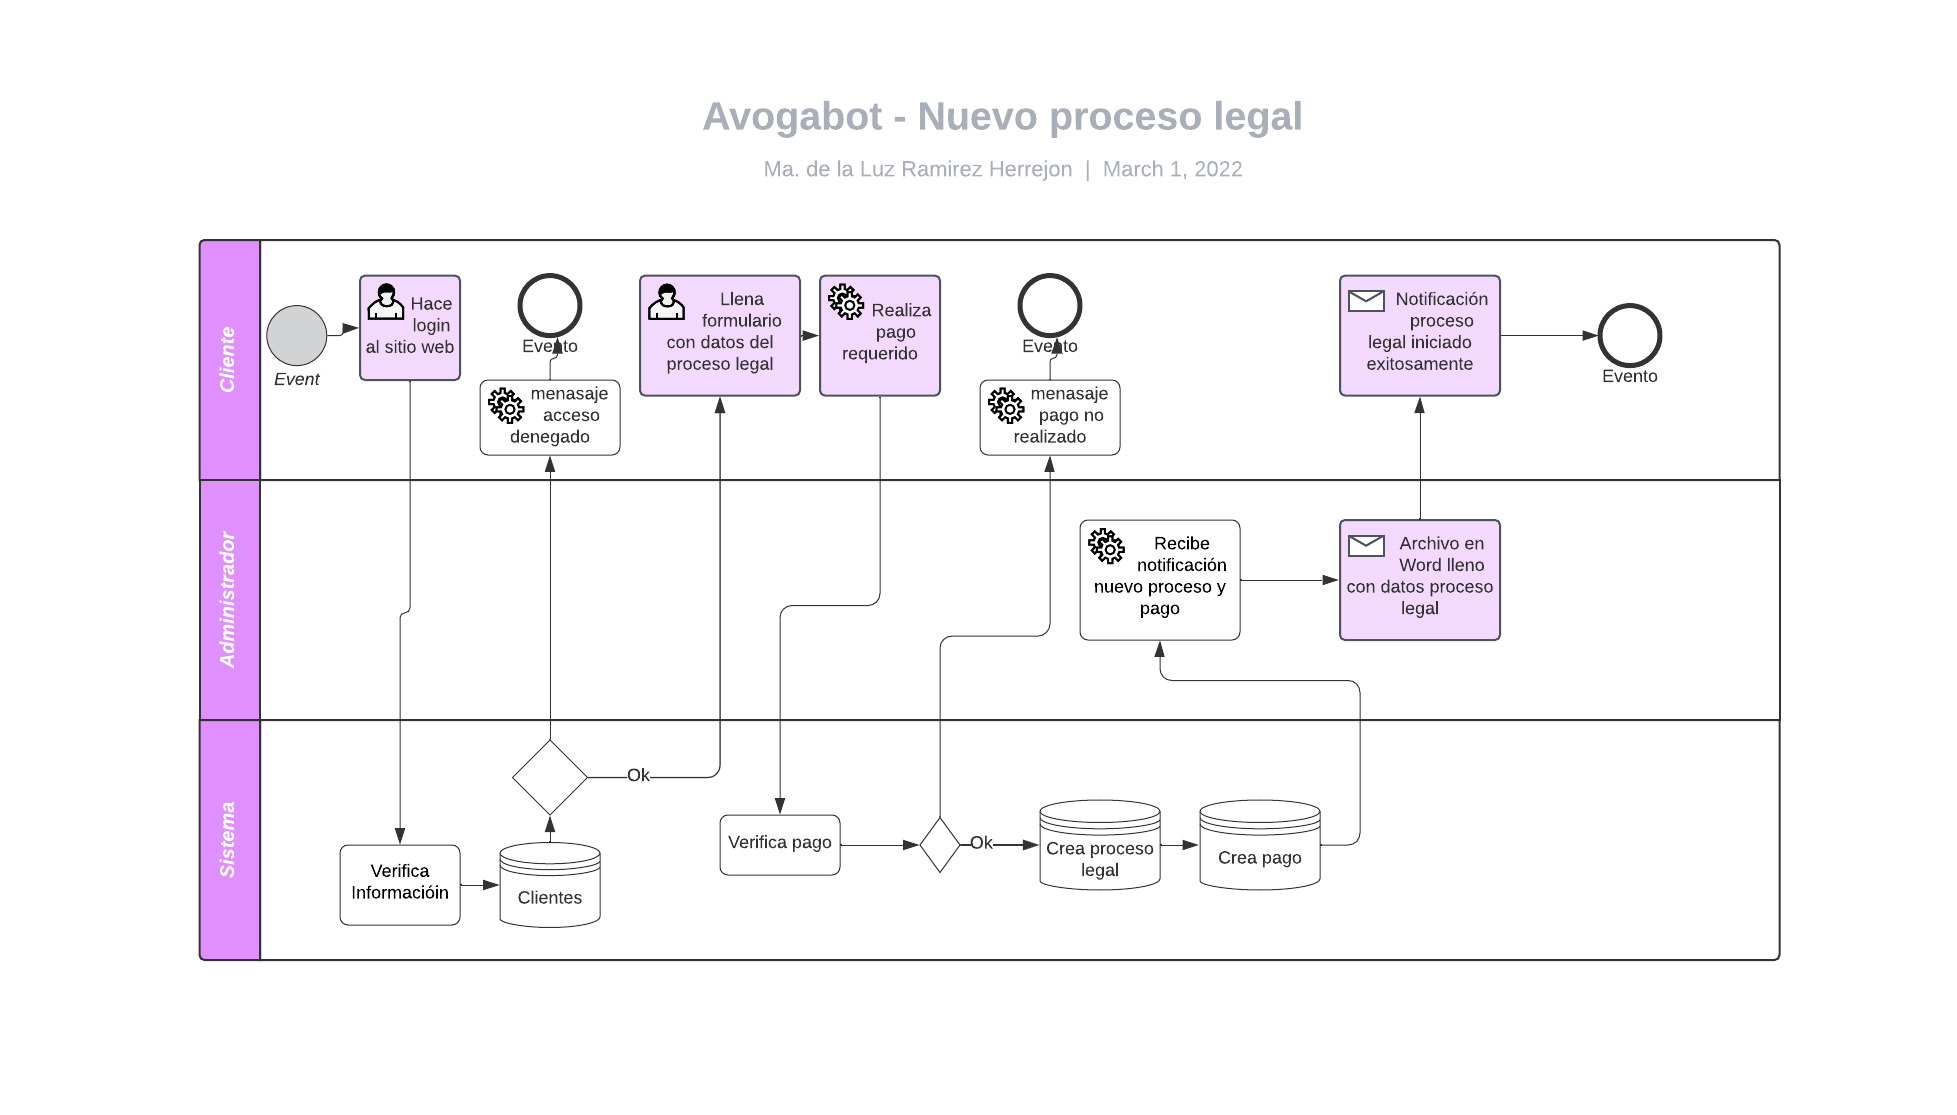 Avogabot - Nuevo proceso legal
Ma. de la Luz Ramirez Herrejon | March 1, 2022
Cliente
Event
Hace
login
al sitio web
Evento
menasaje
acceso
denegado
Llena
formulario
con datos del
proceso legal
Realiza
pago
requerido
Evento
menasaje
pago no
realizado
Notificación
proceso
legal iniciado
exitosamente
Evento
Administrador
Recibe
notificación
nuevo proceso y
pago
Archivo en
Word lleno
con datos proceso
legal
Sistema
Verifica
Informacióin
Clientes
Ok
Verifica pago
Ok
Crea proceso
legal
Crea pago